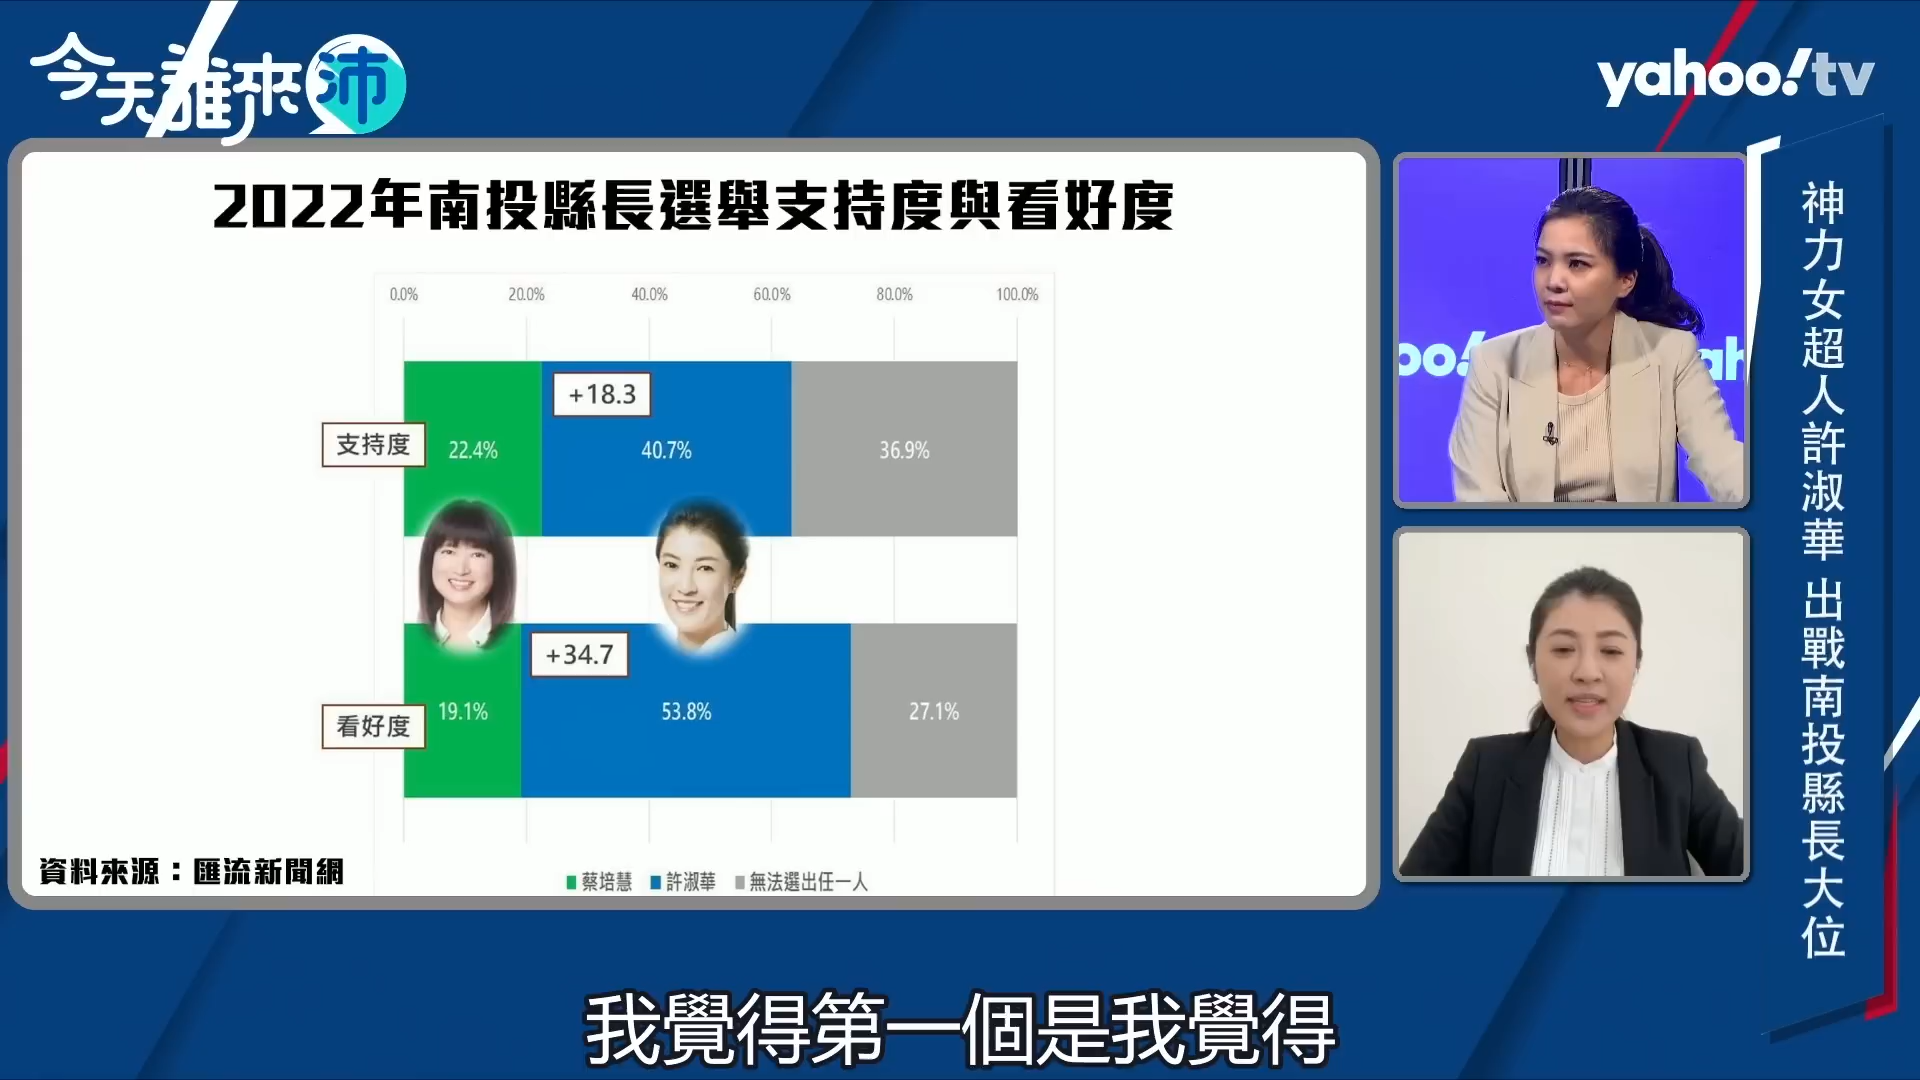 今天誰來沛
yahoo!tv
2022年南投縣長選舉支持度與看好度
0.0% 20.0% 40.0% 60.0% 80.0% 100.0%
+18.3
支持度 22.4% 40.7% 36.9%
+34.7
看好度 19.1% 53.8% 27.1%
蔡培慧 許淑華 無法選出任一人
資料來源：匯流新聞網
神力女超人許淑華 出戰南投縣長大位
oo!
ah
我覺得第一個是我覺得